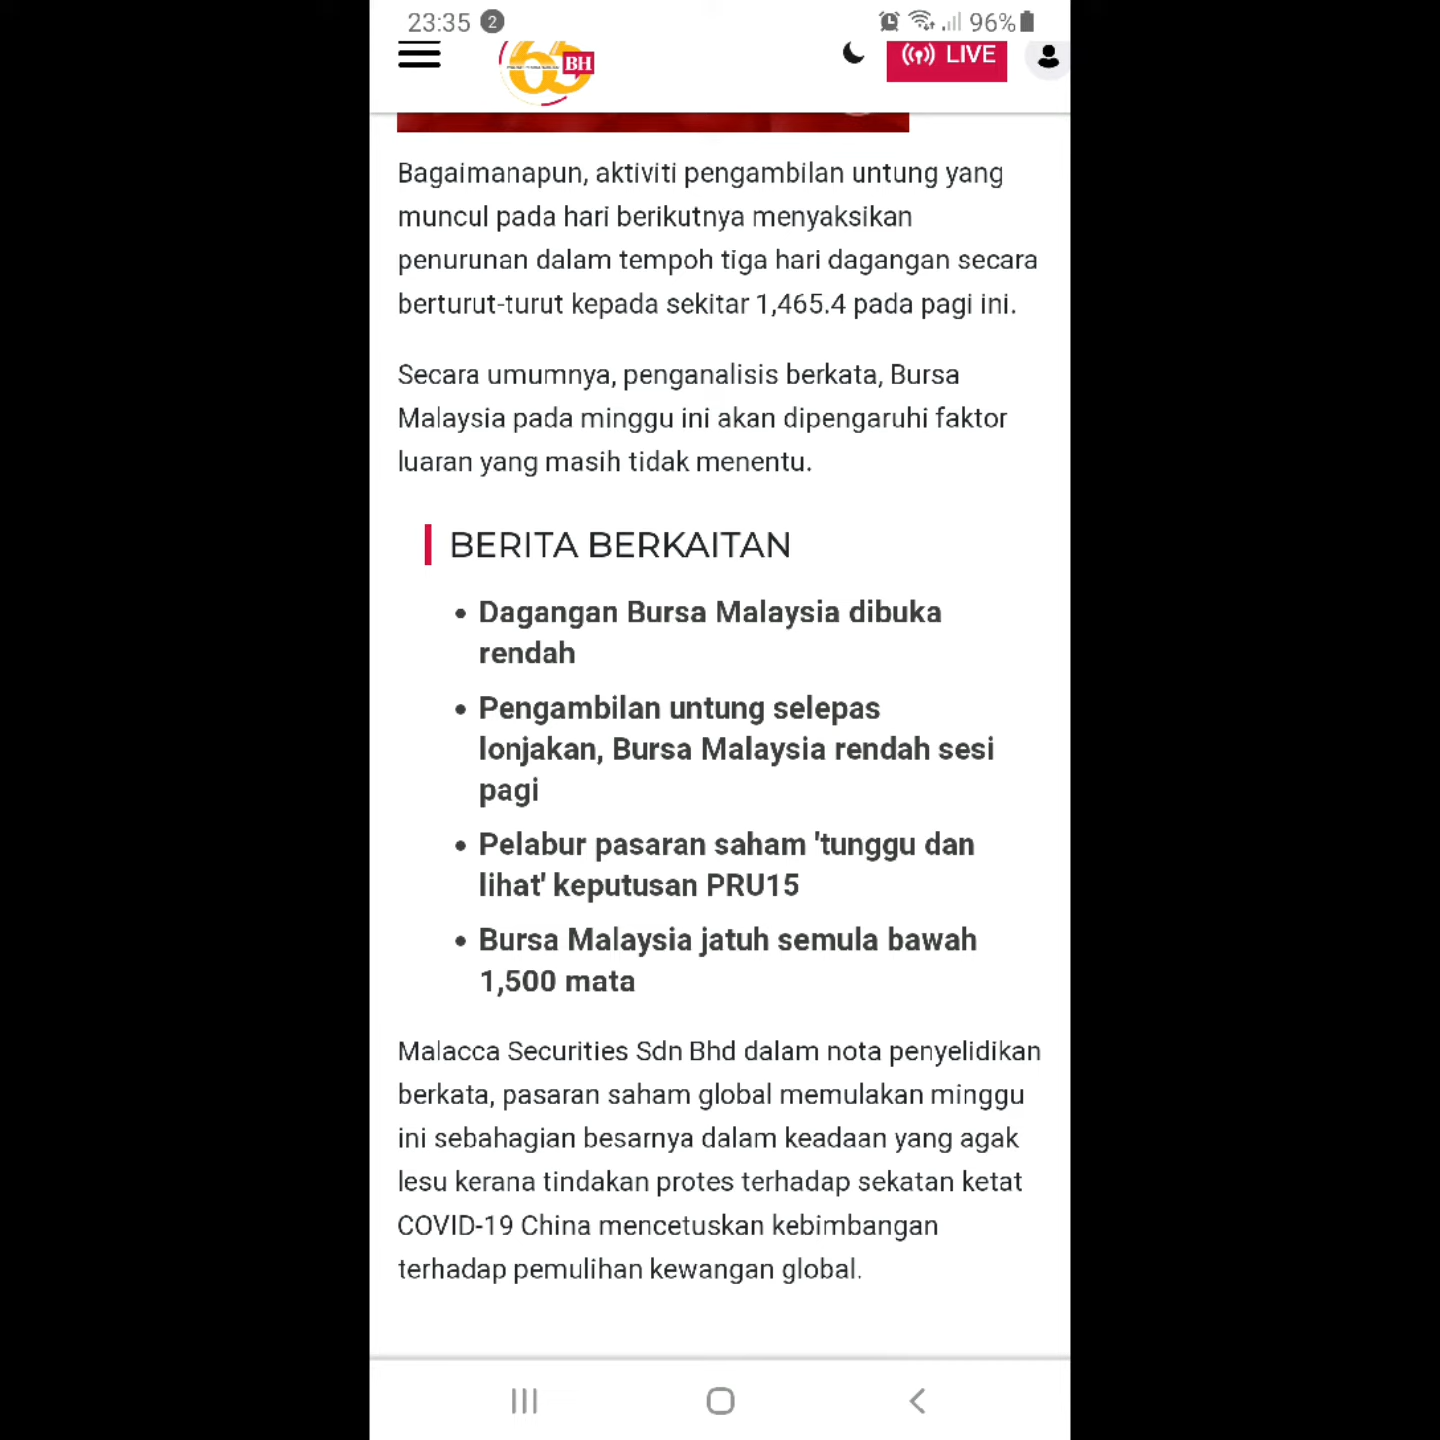 23:35 2
96%
65
BH
LIVE
Bagaimanapun, aktiviti pengambilan untung yang
muncul pada hari berikutnya menyaksikan
penurunan dalam tempoh tiga hari dagangan secara
berturut-turut kepada sekitar 1,465.4 pada pagi ini.
Secara umumnya, penganalisis berkata, Bursa
Malaysia pada minggu ini akan dipengaruhi faktor
luaran yang masih tidak menentu.
BERITA BERKAITAN
• Dagangan Bursa Malaysia dibuka
rendah
• Pengambilan untung selepas
lonjakan, Bursa Malaysia rendah sesi
pagi
• Pelabur pasaran saham 'tunggu dan
lihat' keputusan PRU15
• Bursa Malaysia jatuh semula bawah
1,500 mata
Malacca Securities Sdn Bhd dalam nota penyelidikan
berkata, pasaran saham global memulakan minggu
ini sebahagian besarnya dalam keadaan yang agak
lesu kerana tindakan protes terhadap sekatan ketat
COVID-19 China mencetuskan kebimbangan
terhadap pemulihan kewangan global.